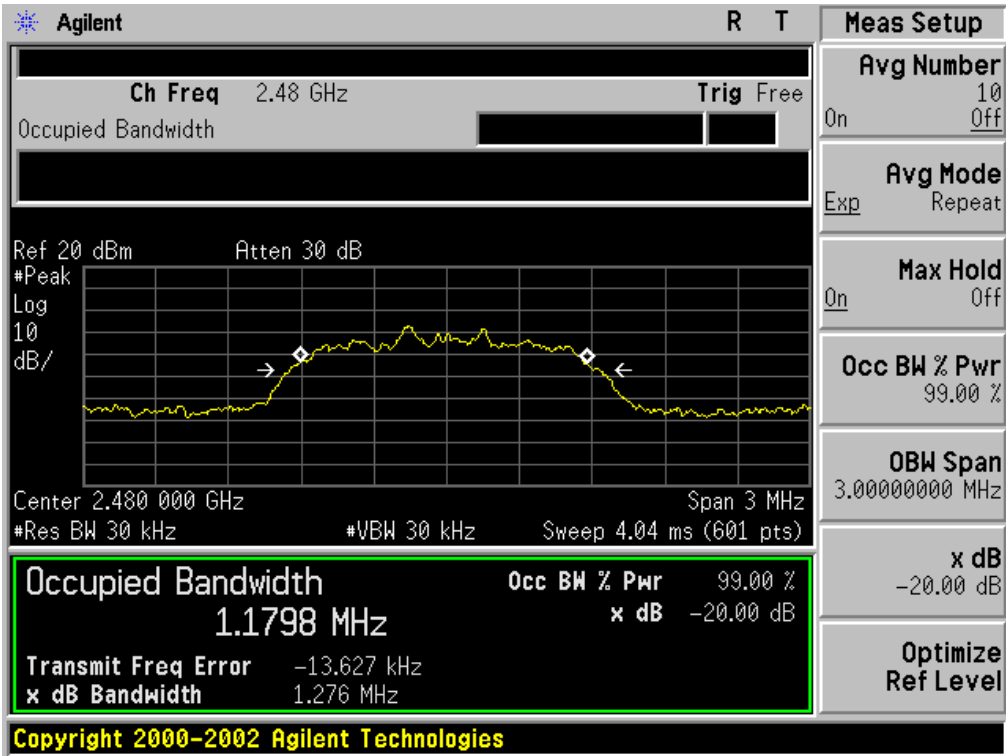 Agilent R T
Ch Freq 2.48 GHz Trig Free
Occupied Bandwidth
Ref 20 dBm Atten 30 dB
#Peak
Log
10
dB/
Center 2.480 000 GHz Span 3 MHz
#Res BW 30 kHz #VBW 30 kHz Sweep 4.04 ms (601 pts)
Occupied Bandwidth Occ BW % Pwr 99.00 %
1.1798 MHz x dB -20.00 dB
Transmit Freq Error -13.627 kHz
x dB Bandwidth 1.276 MHz
Copyright 2000-2002 Agilent Technologies
Meas Setup
Avg Number
10
On Off
Avg Mode
Exp Repeat
Max Hold
On Off
Occ BW % Pwr
99.00 %
OBW Span
3.00000000 MHz
x dB
-20.00 dB
Optimize
Ref Level